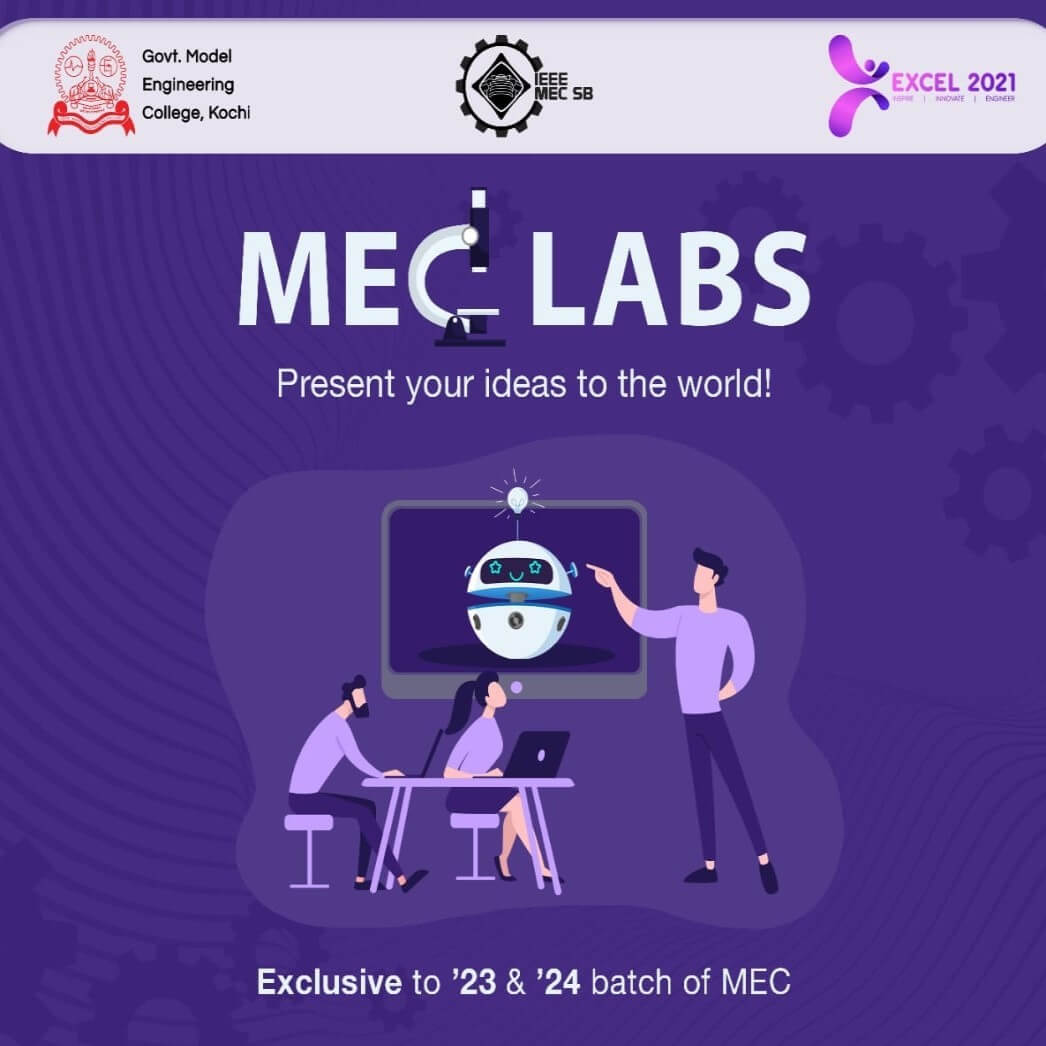 Govt. Model
Engineering
College, Kochi
IEEE
MEC SB
EXCEL 2021
INSPIRE | INNOVATE | ENGINEER
MEC LABS
Present your ideas to the world!
Exclusive to ’23 & ’24 batch of MEC